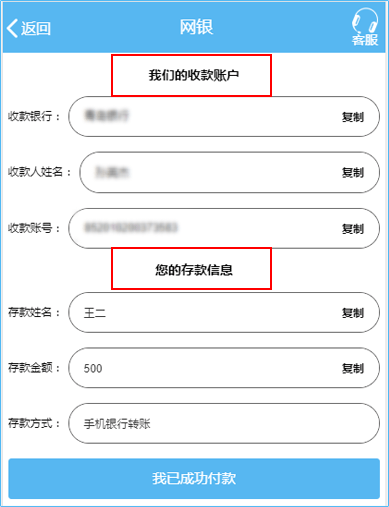 返回 网银 客服
我们的收款账户
收款银行： 复制
收款人姓名： 复制
收款账号： 复制
您的存款信息
存款姓名： 王二 复制
存款金额： 500 复制
存款方式： 手机银行转账
我已成功付款